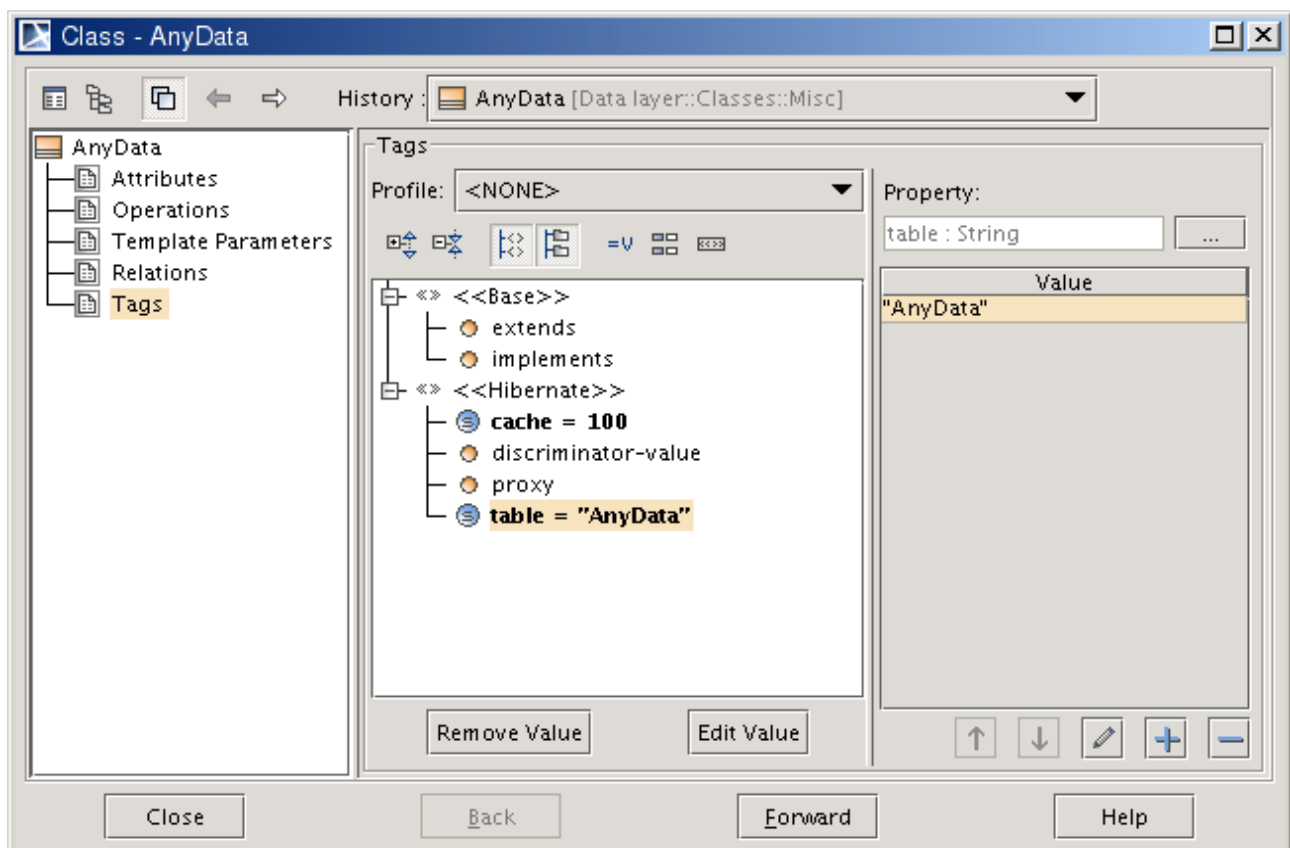 Class - AnyData
History : AnyData [Data layer::Classes::Misc]
AnyData
Attributes
Operations
Template Parameters
Relations
Tags
Tags
Profile: <NONE>
=V
«» <<Base>>
extends
implements
«» <<Hibernate>>
cache = 100
discriminator-value
proxy
table = "AnyData"
Remove Value
Edit Value
Property:
table : String
...
Value
"AnyData"
Close
Back
Forward
Help